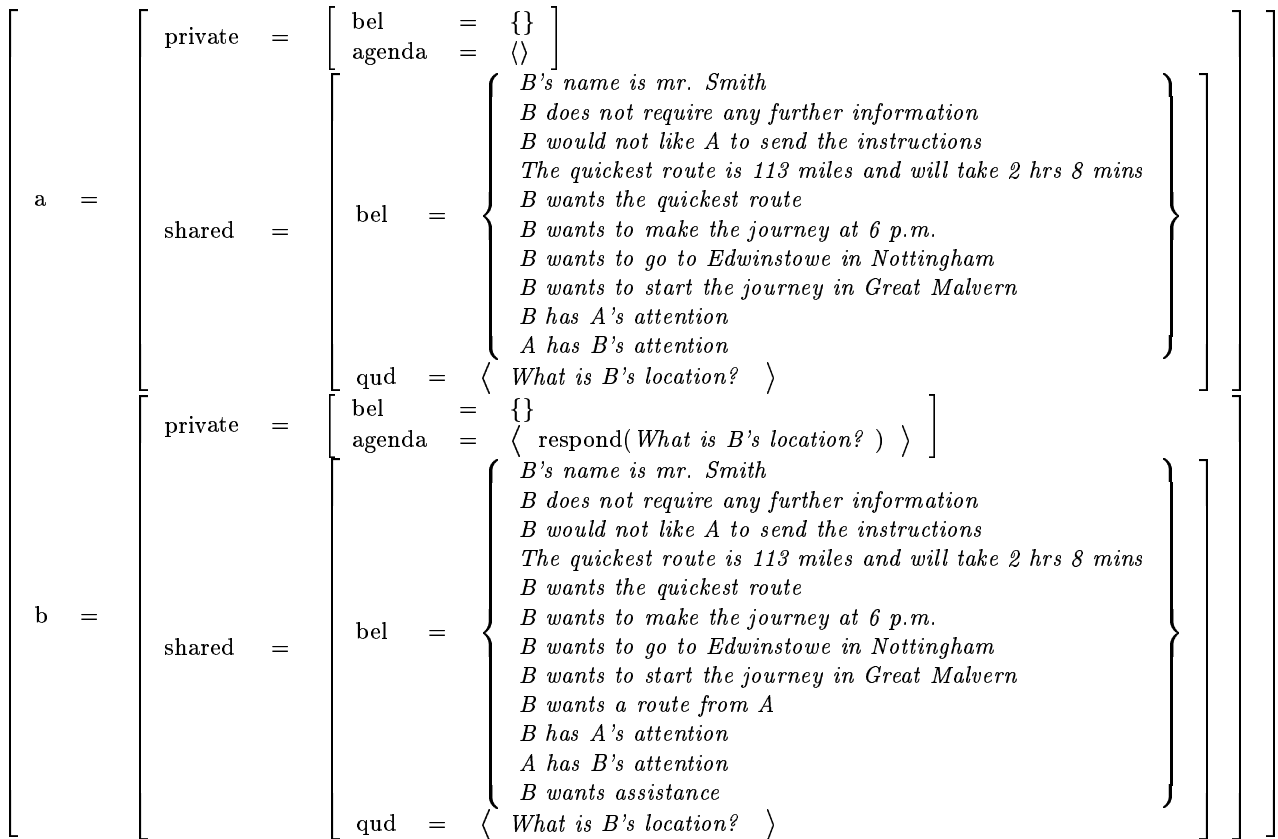 private = bel = {}
agenda = ⟨⟩
a =
shared =
bel =
B's name is mr. Smith
B does not require any further information
B would not like A to send the instructions
The quickest route is 113 miles and will take 2 hrs 8 mins
B wants the quickest route
B wants to make the journey at 6 p.m.
B wants to go to Edwinstowe in Nottingham
B wants to start the journey in Great Malvern
B has A's attention
A has B's attention
qud = ⟨ What is B's location? ⟩
private = bel = {}
agenda = ⟨ respond( What is B's location? ) ⟩
b =
shared =
bel =
B's name is mr. Smith
B does not require any further information
B would not like A to send the instructions
The quickest route is 113 miles and will take 2 hrs 8 mins
B wants the quickest route
B wants to make the journey at 6 p.m.
B wants to go to Edwinstowe in Nottingham
B wants to start the journey in Great Malvern
B wants a route from A
B has A's attention
A has B's attention
B wants assistance
qud = ⟨ What is B's location? ⟩